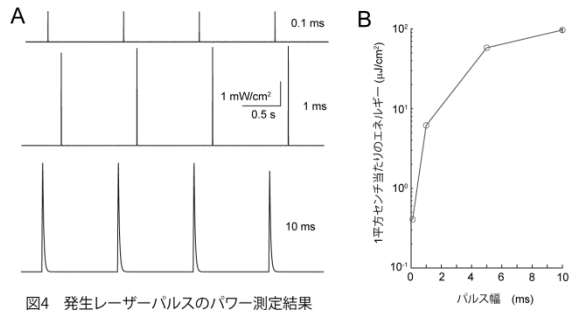 A
0.1 ms
1 mW/cm²
0.5 s
1 ms
10 ms
B
1平方センチ当たりのエネルギー (μJ/cm²)
10²
10¹
10⁰
10⁻¹
0
2
4
6
8
10
パルス幅 (ms)
図4 発生レーザーパルスのパワー測定結果